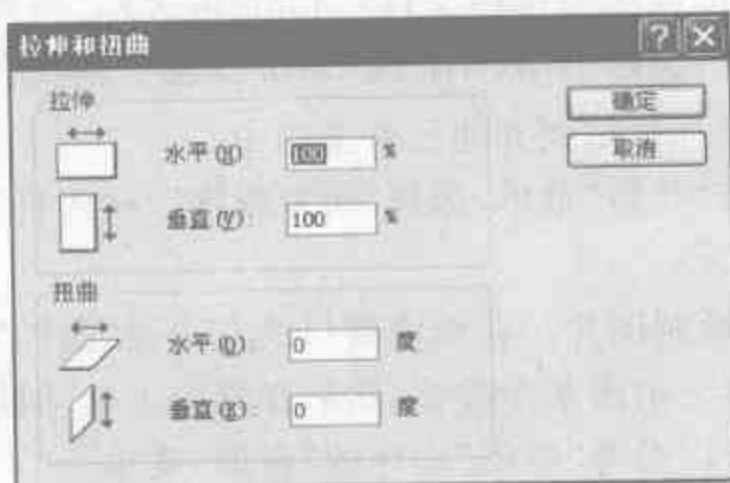 拉伸和扭曲
拉伸
水平(H): 100 %
垂直(V): 100 %
扭曲
水平(O): 0 度
垂直(E): 0 度
确定
取消